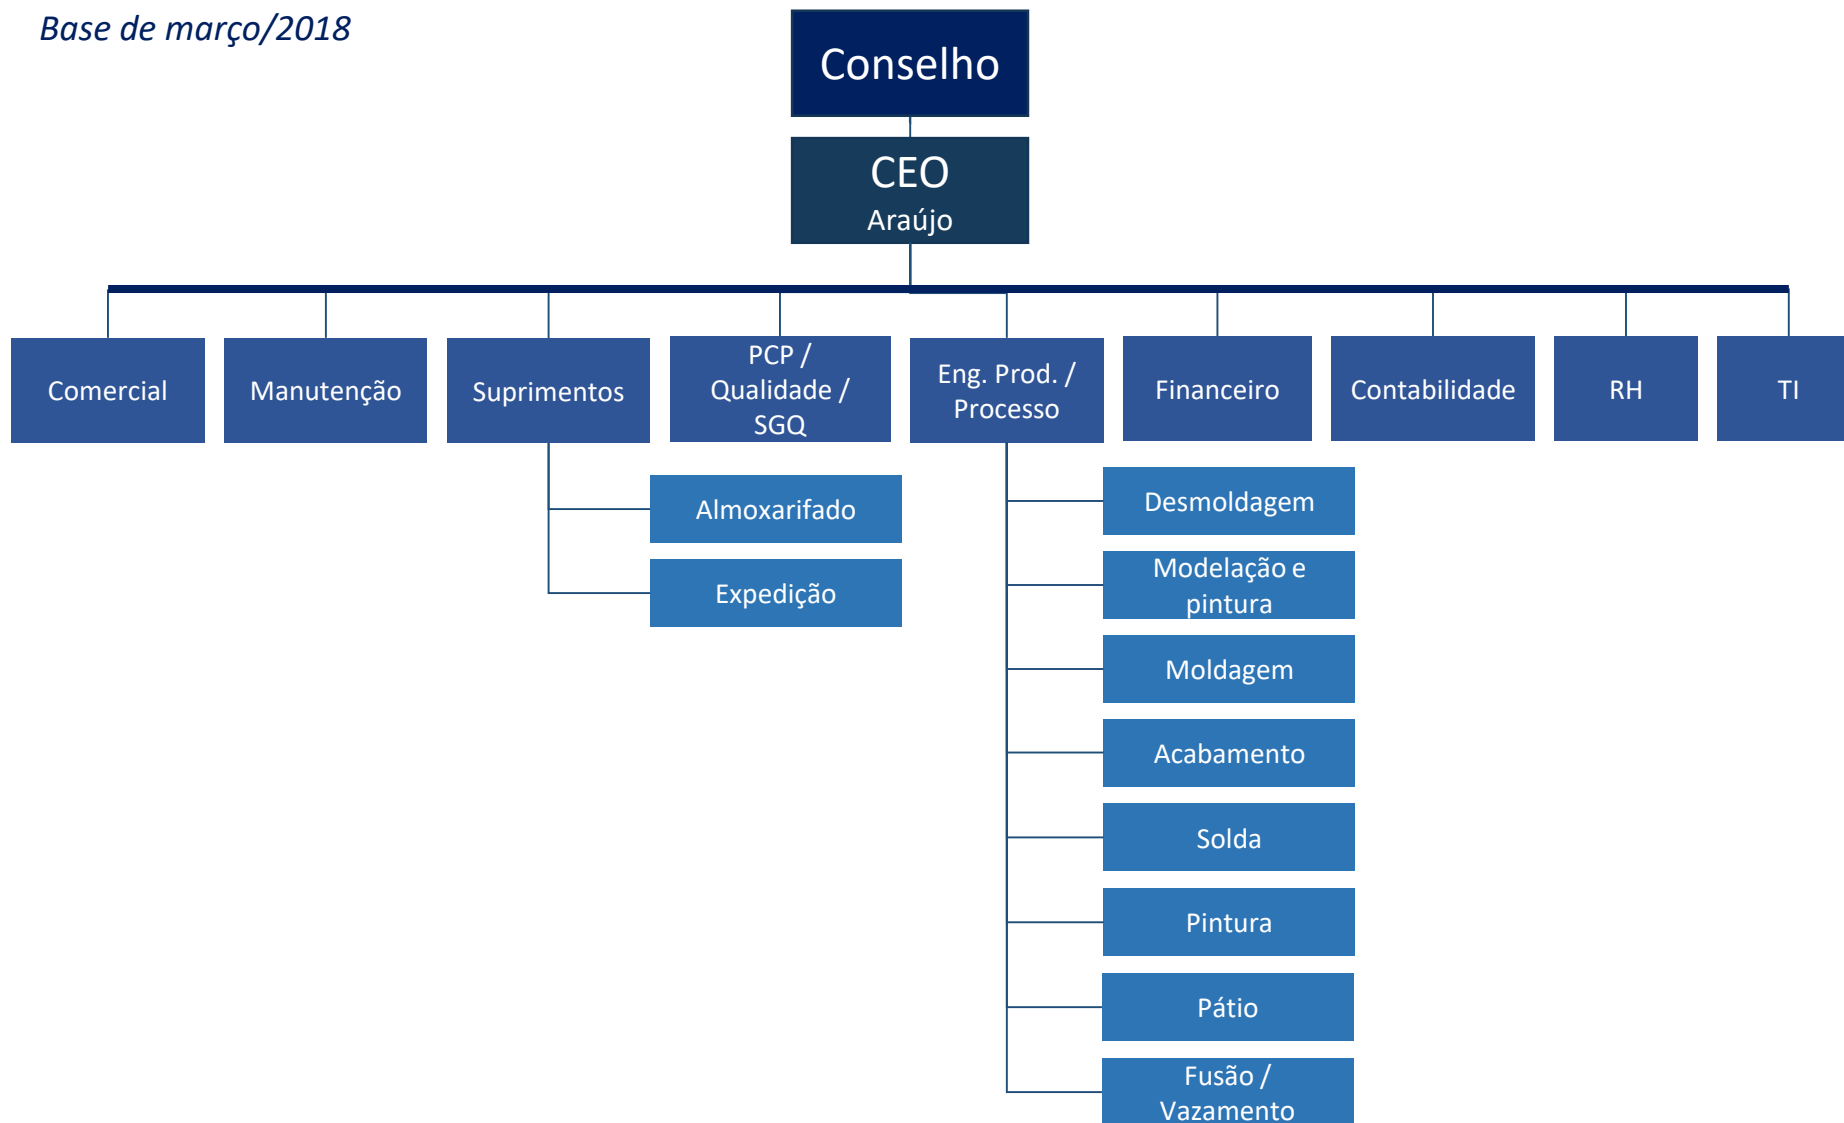 Base de março/2018
Conselho
CEO
Araújo
Comercial
Manutenção
Suprimentos
PCP /
Qualidade /
SGQ
Eng. Prod. /
Processo
Financeiro
Contabilidade
RH
TI
Almoxarifado
Expedição
Desmoldagem
Modelação e
pintura
Moldagem
Acabamento
Solda
Pintura
Pátio
Fusão /
Vazamento